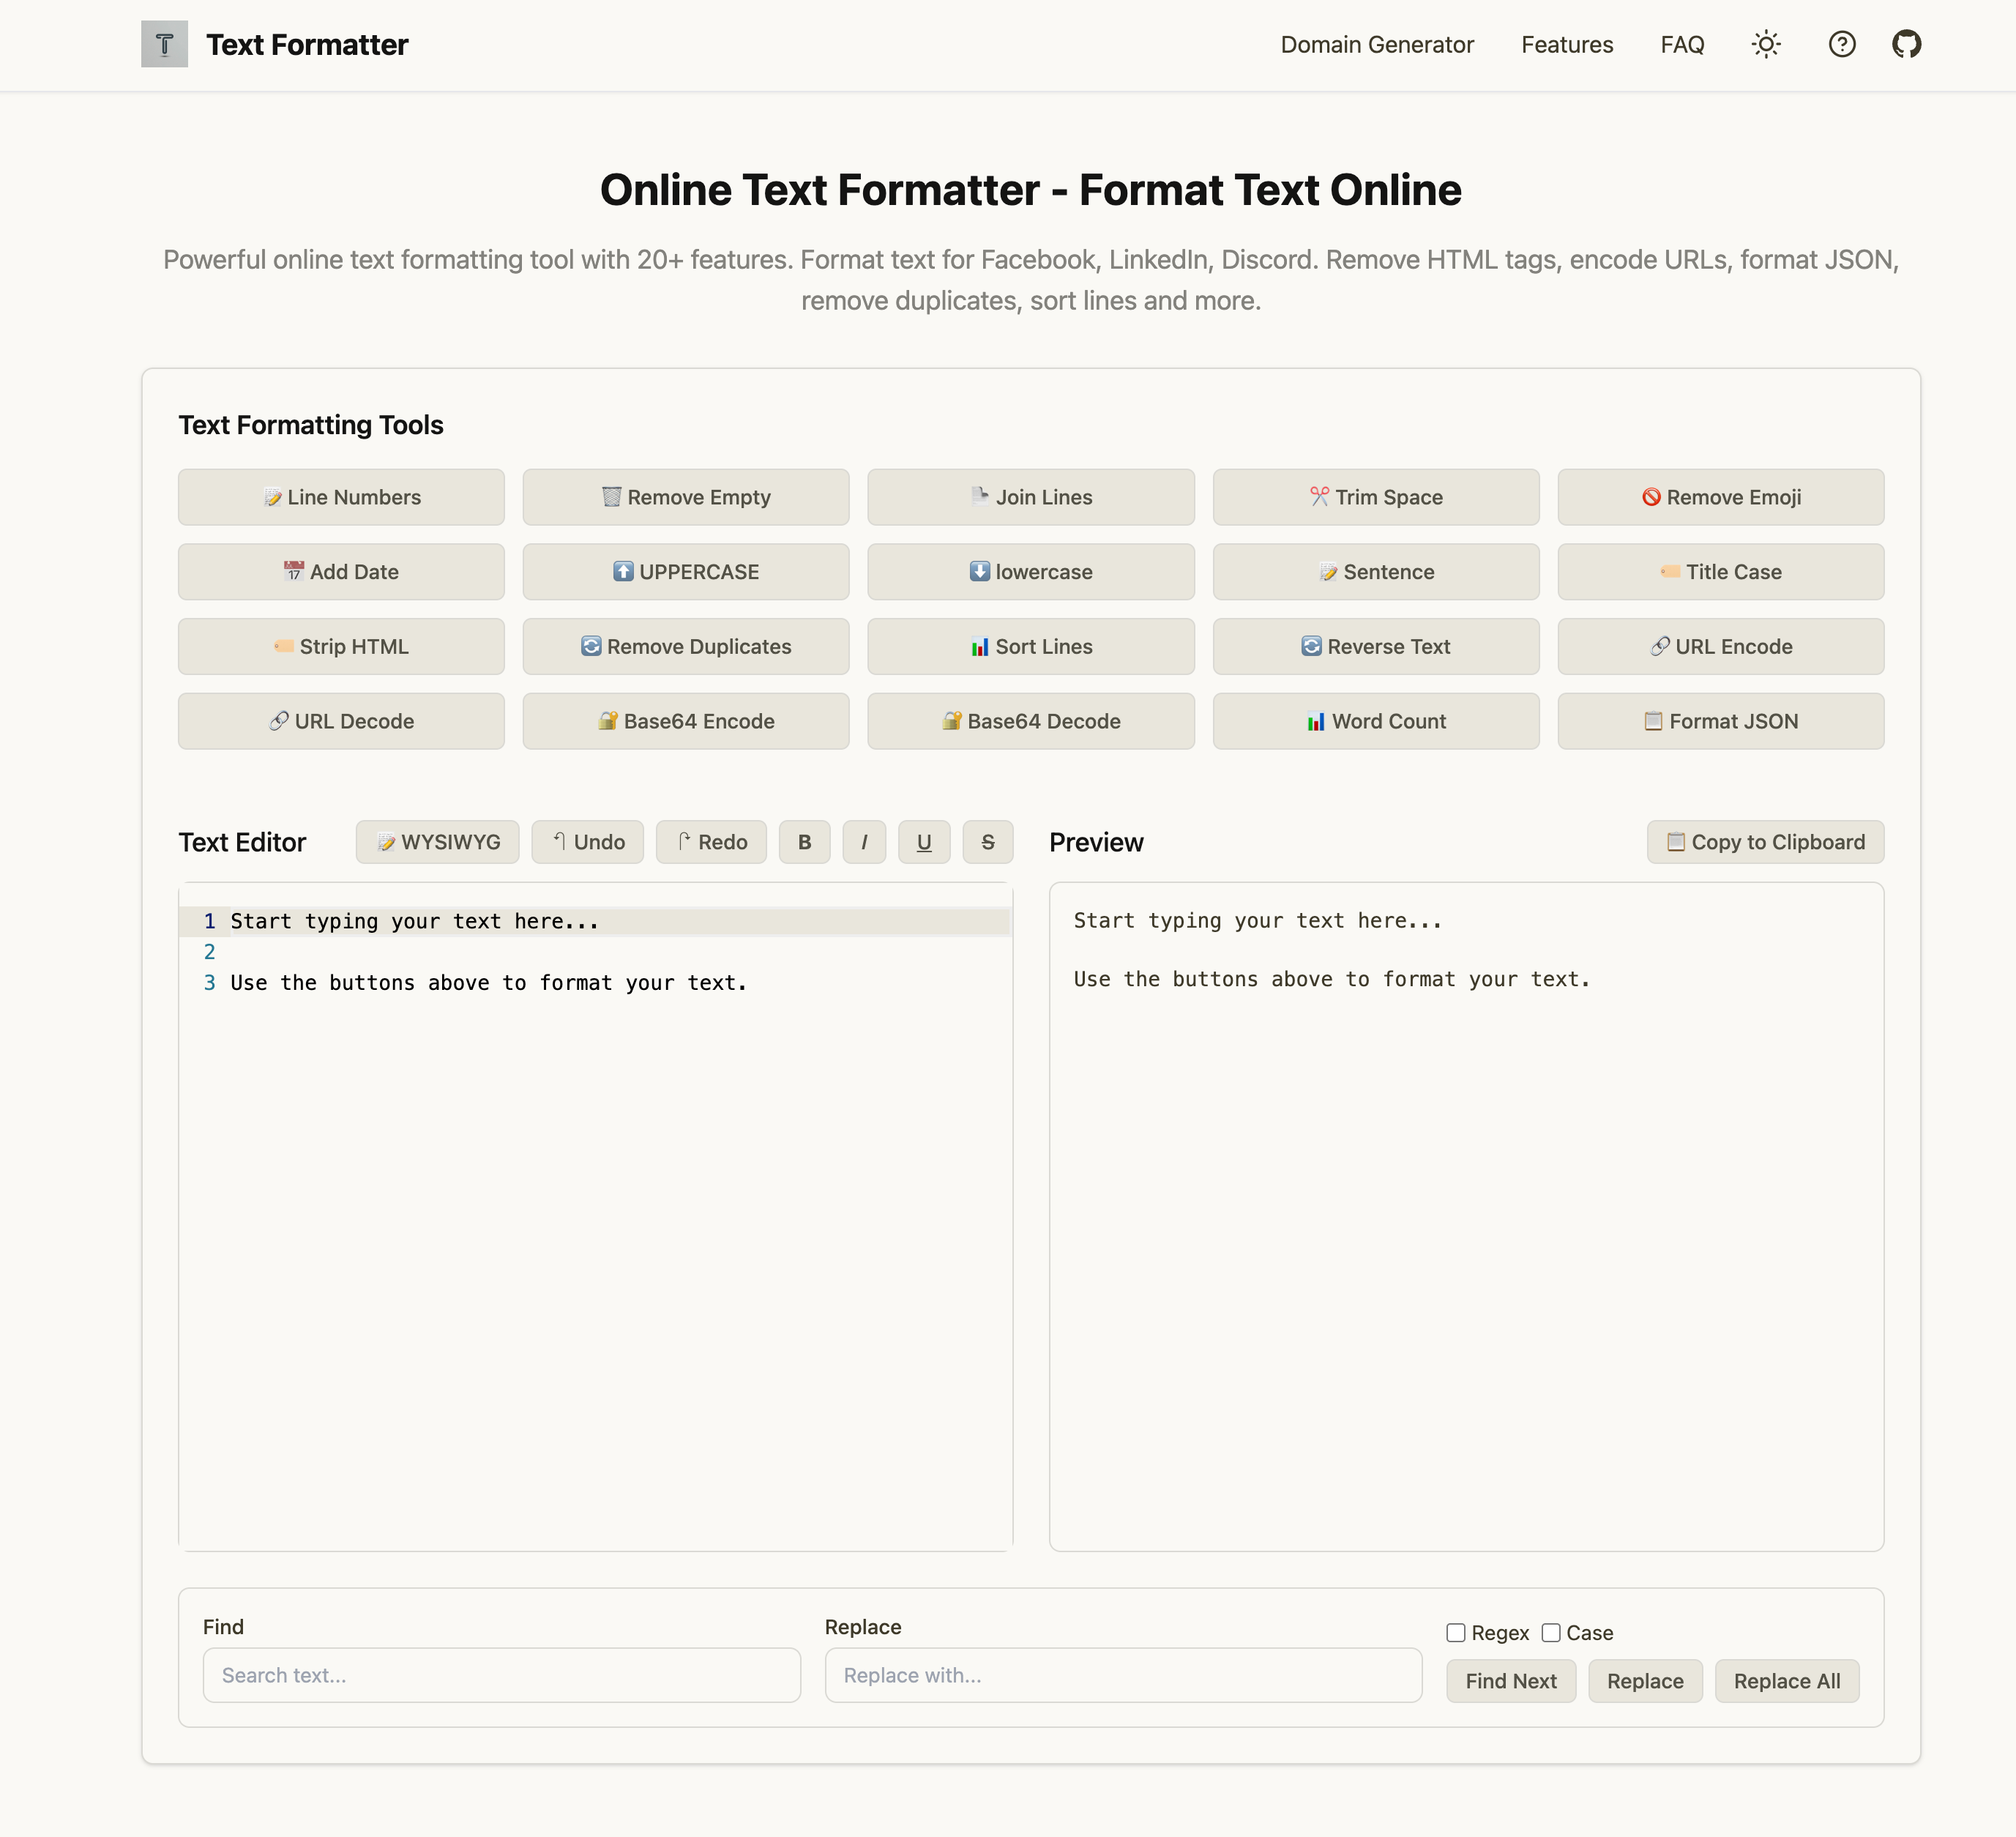 T Text Formatter
Domain Generator Features FAQ
Online Text Formatter - Format Text Online
Powerful online text formatting tool with 20+ features. Format text for Facebook, LinkedIn, Discord. Remove HTML tags, encode URLs, format JSON,
remove duplicates, sort lines and more.
Text Formatting Tools
📝 Line Numbers 🗑️ Remove Empty Join Lines ✂️ Trim Space 🚫 Remove Emoji
📅 Add Date ⬆️ UPPERCASE ⬇️ lowercase 📝 Sentence 🏷️ Title Case
🏷️ Strip HTML 🔄 Remove Duplicates 📊 Sort Lines 🔄 Reverse Text 🔗 URL Encode
🔗 URL Decode 🔐 Base64 Encode 🔐 Base64 Decode 📊 Word Count 📋 Format JSON
Text Editor 📝 WYSIWYG Undo Redo B I U S
1 Start typing your text here...
2
3 Use the buttons above to format your text.
Preview 📋 Copy to Clipboard
Start typing your text here...
Use the buttons above to format your text.
Find Replace Regex Case
Search text... Replace with... Find Next Replace Replace All